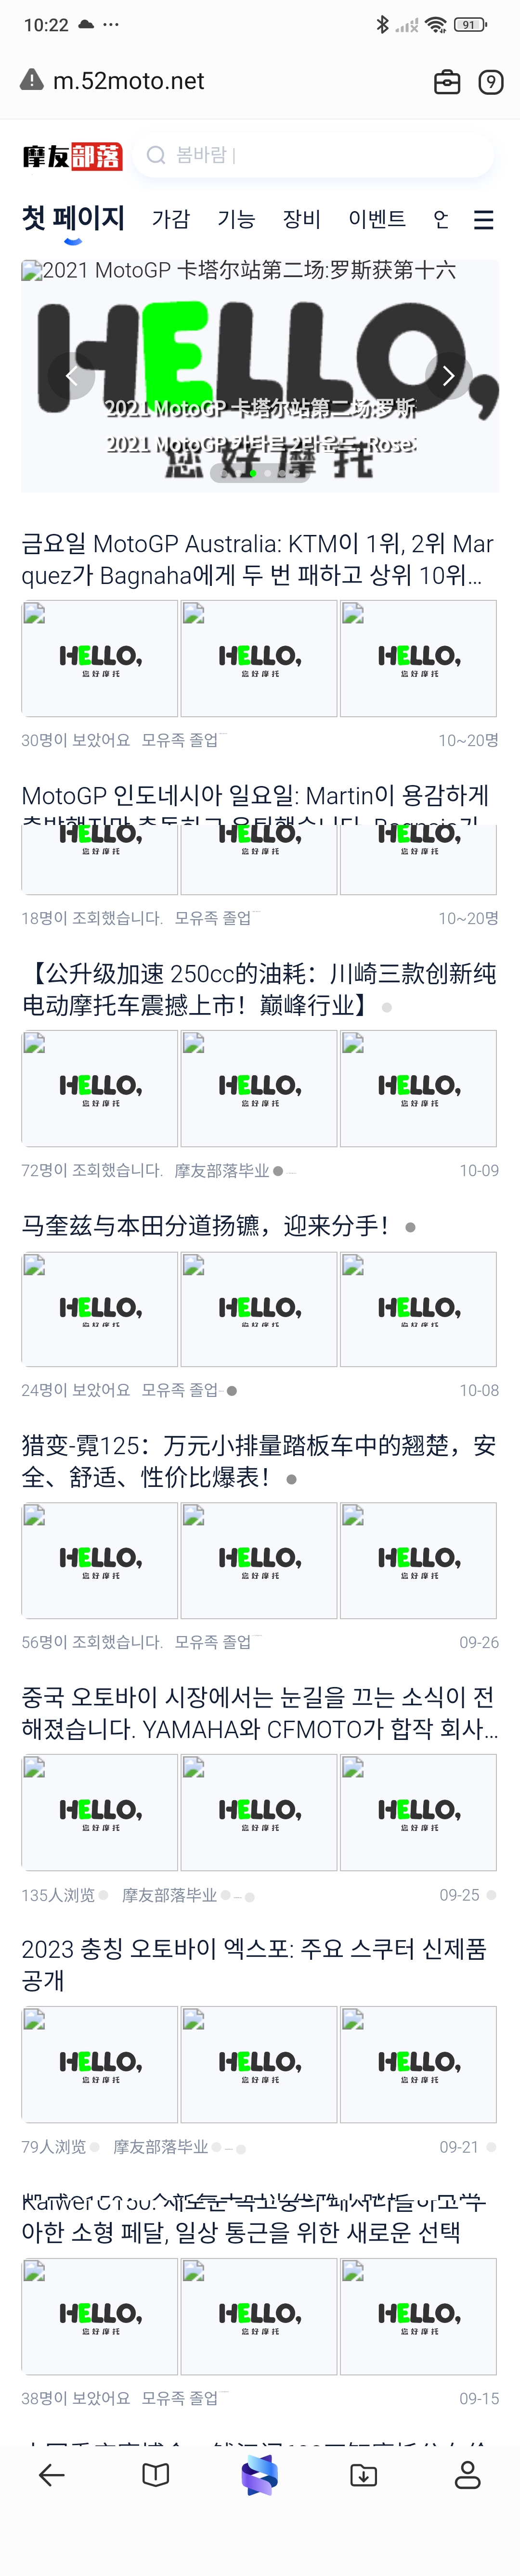 10:22
91
m.52moto.net
9
摩友部落
봄바람 |
첫 페이지 가감 기능 장비 이벤트
2021 MotoGP 卡塔尔站第二场:罗斯获第十六
HELLO,
2021 MotoGP 卡塔尔站第二场:罗斯
2021 MotoGP
您好摩托
금요일 MotoGP Australia: KTM이 1위, 2위 Mar
quez가 Bagnaha에게 두 번 패하고 상위 10위...
HELLO, HELLO, HELLO,
您好摩托 您好摩托 您好摩托
30명이 보았어요 모유족 졸업 10~20명
MotoGP 인도네시아 일요일: Martin이 용감하게
HELLO, HELLO, HELLO,
您好摩托 您好摩托 您好摩托
18명이 조회했습니다. 모유족 졸업 10~20명
【公升级加速 250cc的油耗：川崎三款创新纯
电动摩托车震撼上市！巅峰行业】
HELLO, HELLO, HELLO,
您好摩托 您好摩托 您好摩托
72명이 조회했습니다. 摩友部落毕业 10-09
马奎兹与本田分道扬镳，迎来分手！
HELLO, HELLO, HELLO,
您好摩托 您好摩托 您好摩托
24명이 보았어요 모유족 졸업 10-08
猎变-霓125：万元小排量踏板车中的翘楚，安
全、舒适、性价比爆表！
HELLO, HELLO, HELLO,
您好摩托 您好摩托 您好摩托
56명이 조회했습니다. 모유족 졸업 09-26
중국 오토바이 시장에서는 눈길을 끄는 소식이 전
해졌습니다. YAMAHA와 CFMOTO가 합작 회사...
HELLO, HELLO, HELLO,
您好摩托 您好摩托 您好摩托
135人浏览 摩友部落毕业 09-25
2023 충칭 오토바이 엑스포: 주요 스쿠터 신제품
공개
HELLO, HELLO, HELLO,
您好摩托 您好摩托 您好摩托
79人浏览 摩友部落毕业 09-21
아한 소형 페달, 일상 통근을 위한 새로운 선택
HELLO, HELLO, HELLO,
您好摩托 您好摩托 您好摩托
38명이 보았어요 모유족 졸업 09-15